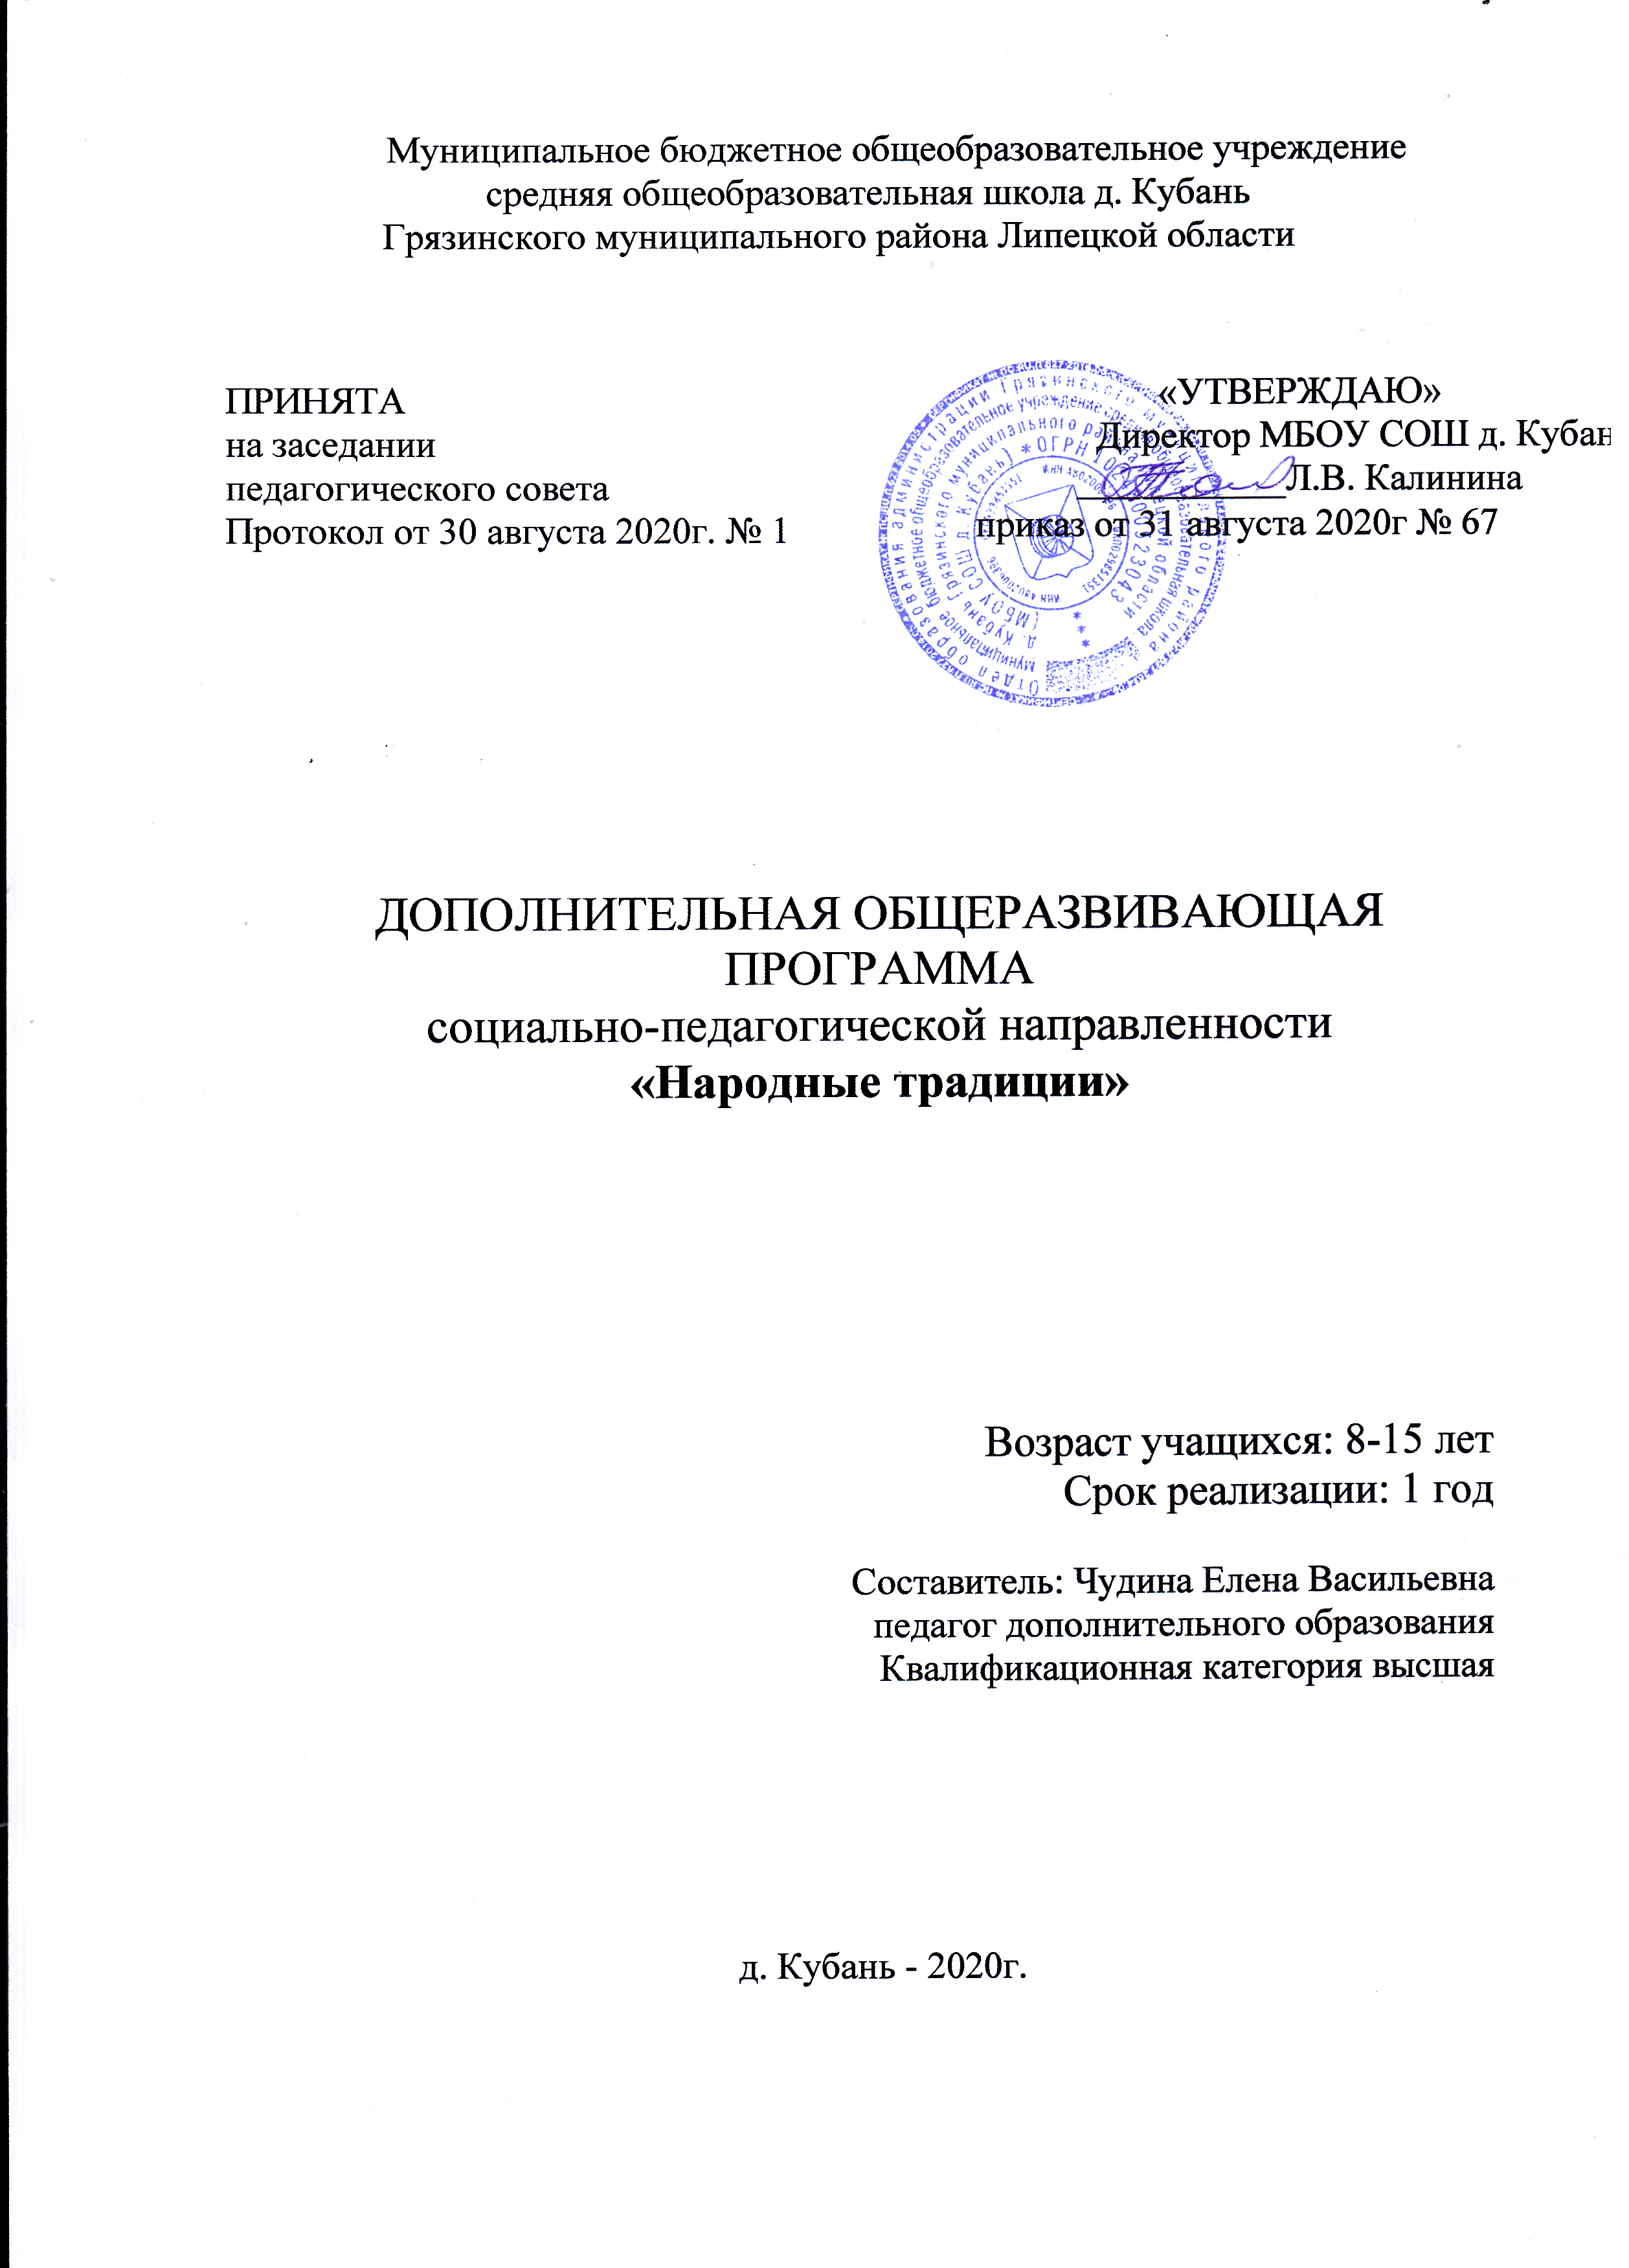 Муниципальное бюджетное общеобразовательное учреждение
средняя общеобразовательная школа д. Кубань
Грязинского муниципального района Липецкой области
ПРИНЯТА
на заседании
педагогического совета
Протокол от 30 августа 2020г. № 1
«УТВЕРЖДАЮ»
Директор МБОУ СОШ д. Кубан
Л.В. Калинина
приказ от 31 августа 2020г № 67
ДОПОЛНИТЕЛЬНАЯ ОБЩЕРАЗВИВАЮЩАЯ
ПРОГРАММА
социально-педагогической направленности
«Народные традиции»
Возраст учащихся: 8-15 лет
Срок реализации: 1 год
Составитель: Чудина Елена Васильевна
педагог дополнительного образования
Квалификационная категория высшая
д. Кубань - 2020г.